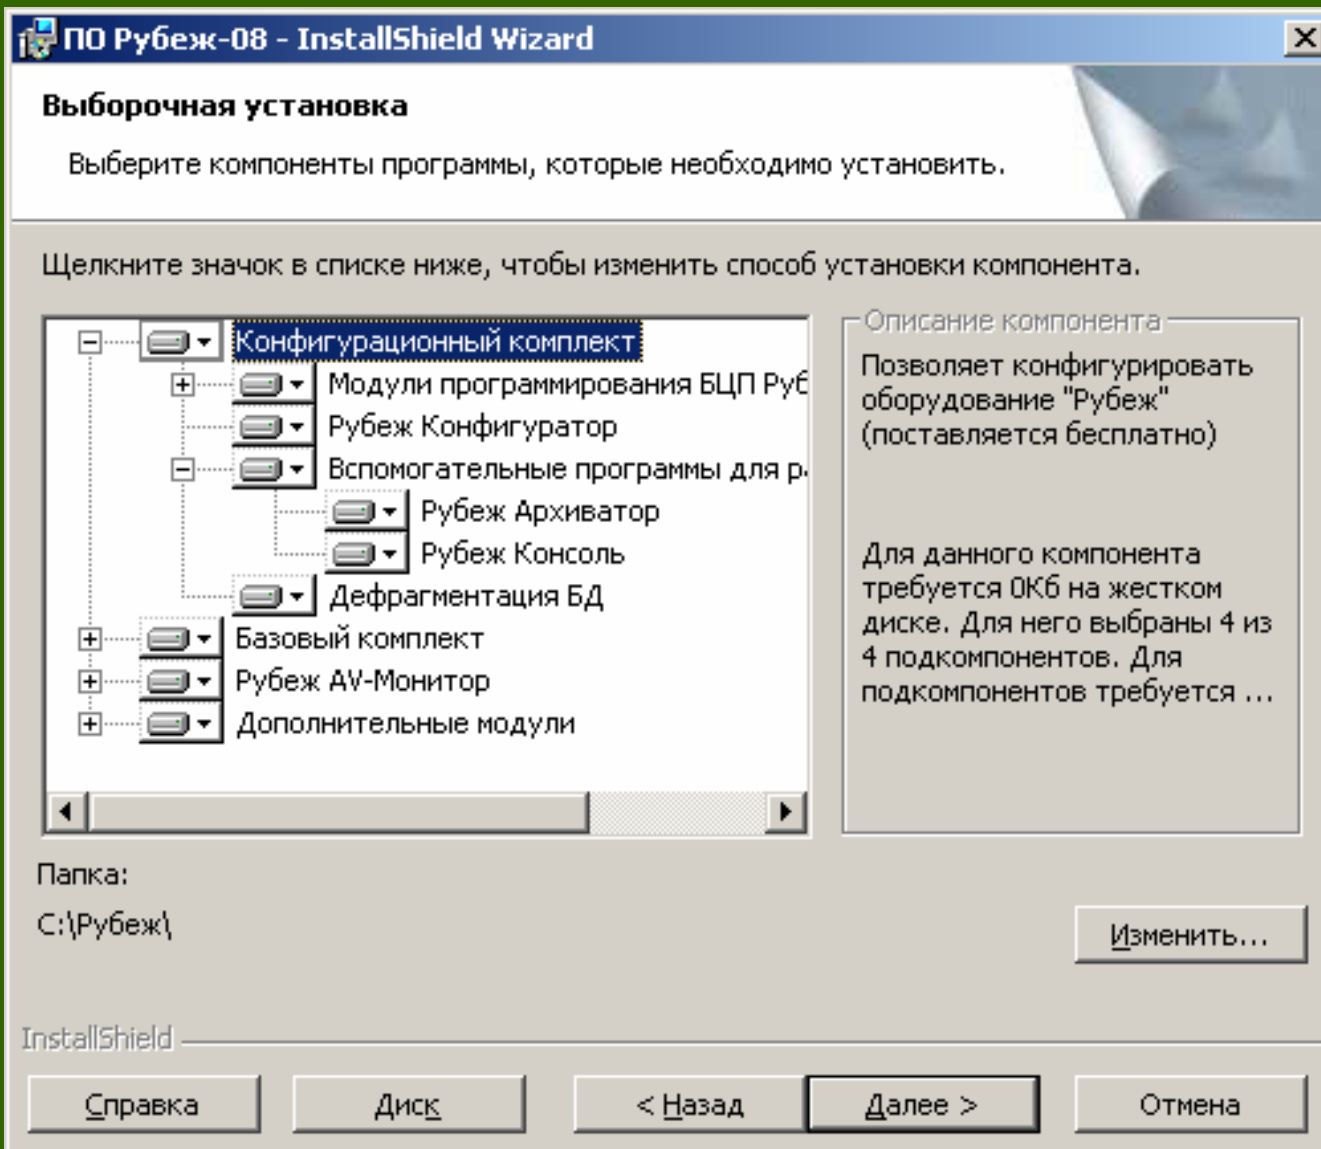 ПО Рубеж-08 - InstallShield Wizard
Выборочная установка
Выберите компоненты программы, которые необходимо установить.
Щелкните значок в списке ниже, чтобы изменить способ установки компонента.
Конфигурационный комплект
Модули программирования БЦП Руб
Рубеж Конфигуратор
Вспомогательные программы для р
Рубеж Архиватор
Рубеж Консоль
Дефрагментация БД
Базовый комплект
Рубеж AV-Монитор
Дополнительные модули
Описание компонента
Позволяет конфигурировать
оборудование "Рубеж"
(поставляется бесплатно)
Для данного компонента
требуется 0Кб на жестком
диске. Для него выбраны 4 из
4 подкомпонентов. Для
подкомпонентов требуется ...
Папка:
C:\Рубеж\
Изменить...
InstallShield
Справка
Диск
< Назад
Далее >
Отмена